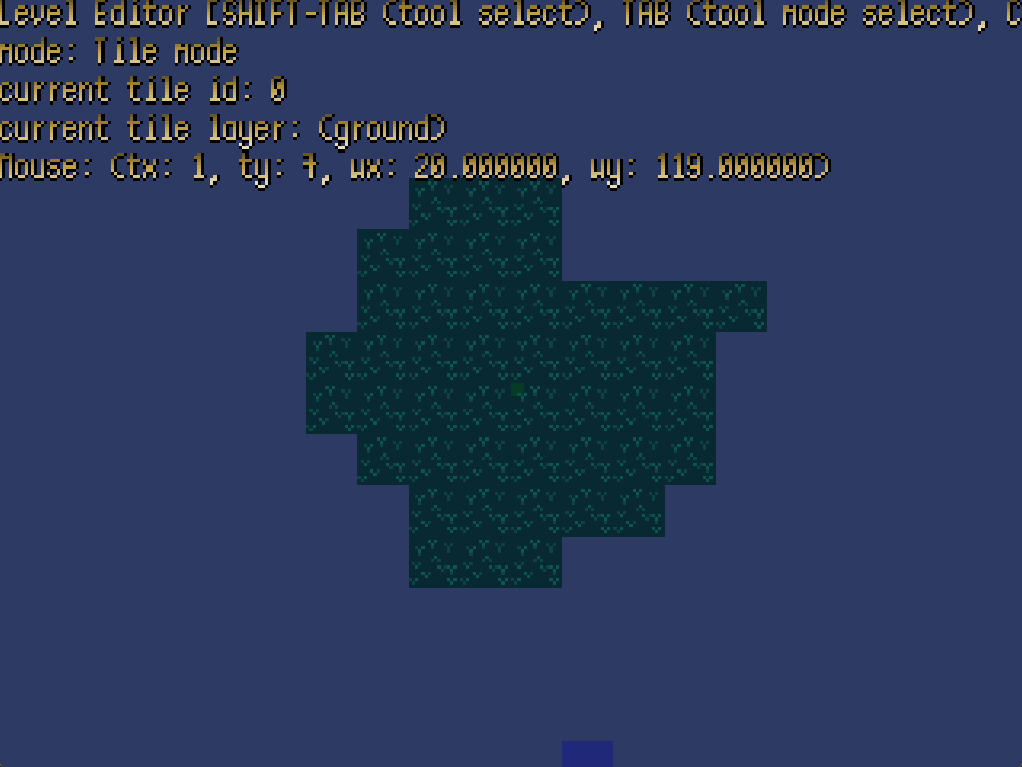 Level Editor [SHIFT-TAB (tool select), TAB (tool mode select), C
mode: Tile mode
current tile id: 0
current tile layer: (ground)
Mouse: (tx: 1, ty: 7, wx: 20.000000, wy: 119.000000)